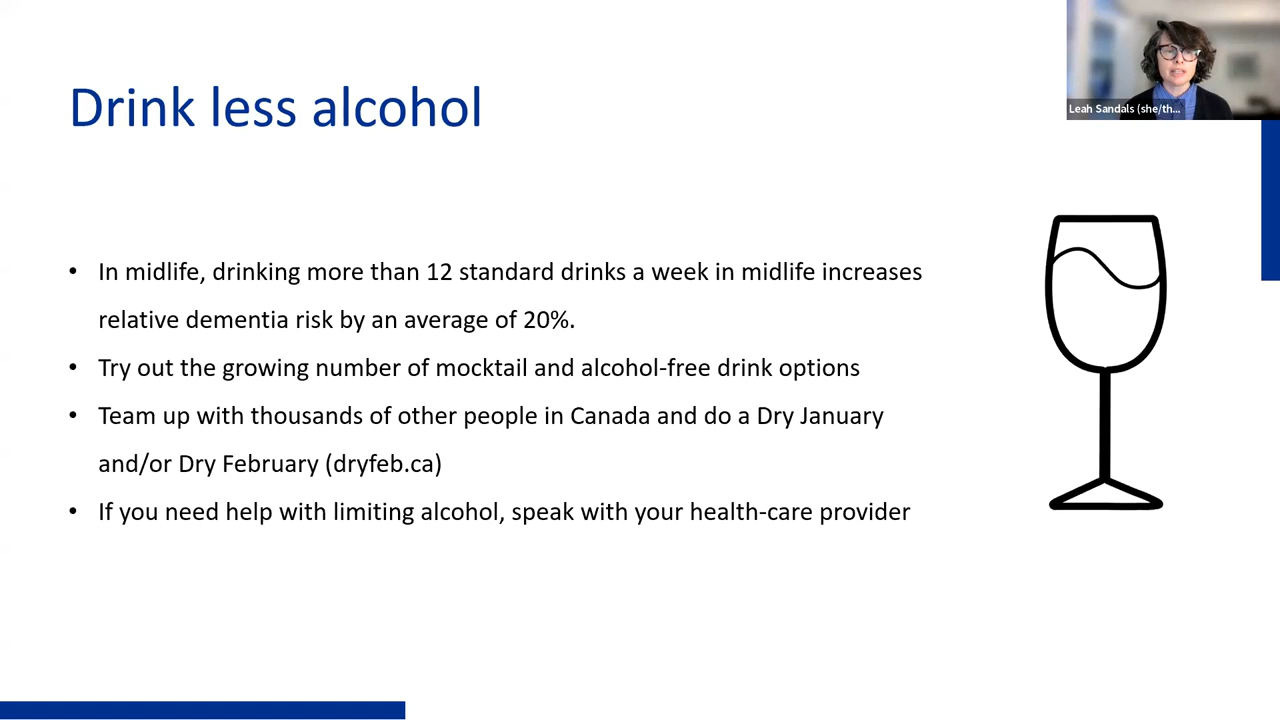 Drink less alcohol
Leah Sandals (she/th...
• In midlife, drinking more than 12 standard drinks a week in midlife increases
relative dementia risk by an average of 20%.
• Try out the growing number of mocktail and alcohol-free drink options
• Team up with thousands of other people in Canada and do a Dry January
and/or Dry February (dryfeb.ca)
• If you need help with limiting alcohol, speak with your health-care provider